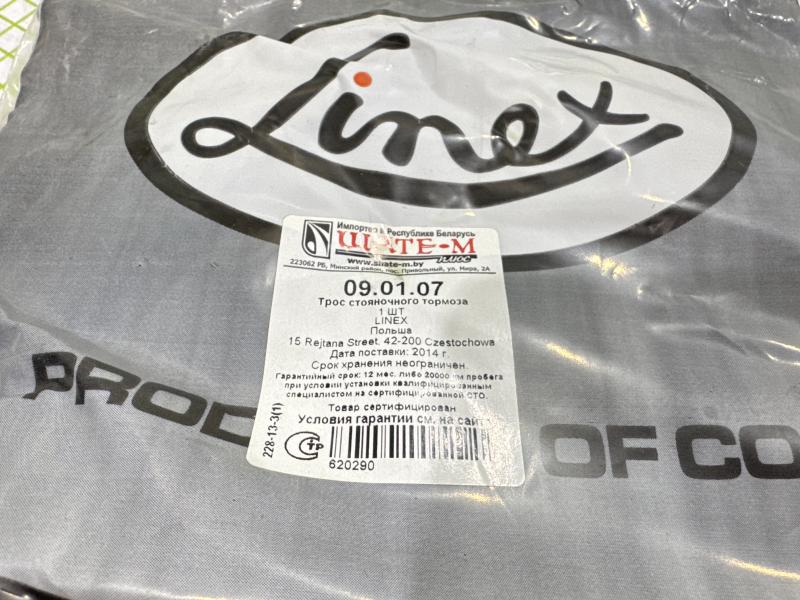 Linex
Импортер в Республике Беларусь
ШАТЕ-М
плюс
www.shate-m.by
223062 РБ, Минский район, пос. Привольный, ул. Мира, 2А
09.01.07
Трос стояночного тормоза
1 ШТ
LINEX
Польша
15 Rejtana Street, 42-200 Czestochowa
Дата поставки: 2014 г.
Срок хранения неограничен.
Гарантийный срок: 12 мес. либо 20000 км пробега
при условии установки квалифицированным
специалистом на сертифицированной СТО.
Товар сертифицирован
Условия гарантии см. на сайт
228-13-3(1)
СТР
620290
PROD OF CO